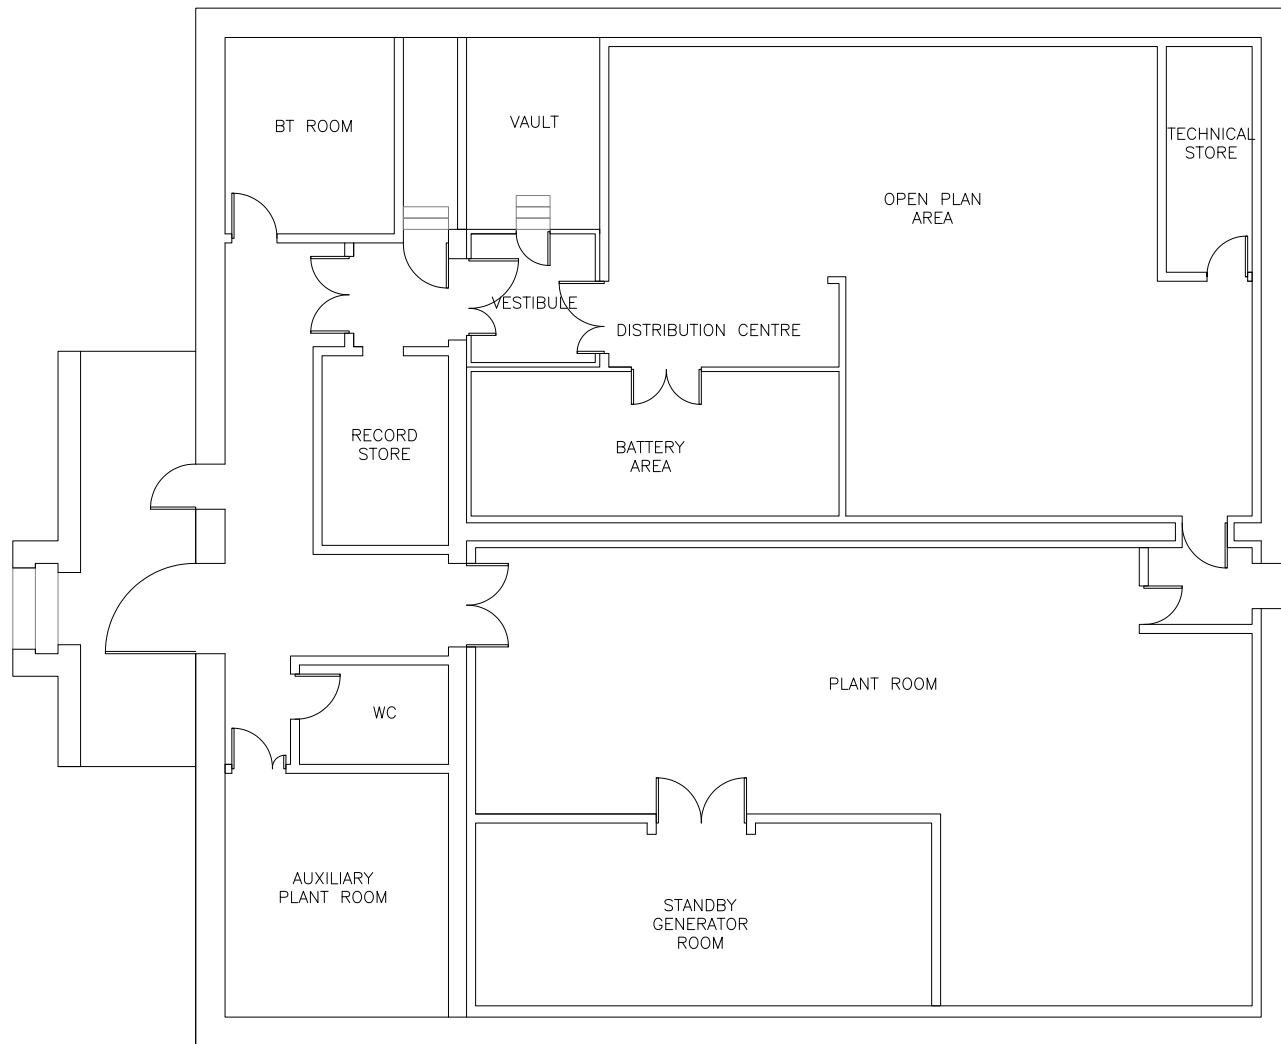 BT ROOM
VAULT
TECHNICAL
STORE
OPEN PLAN
AREA
VESTIBULE
DISTRIBUTION CENTRE
RECORD
STORE
BATTERY
AREA
PLANT ROOM
WC
AUXILIARY
PLANT ROOM
STANDBY
GENERATOR
ROOM